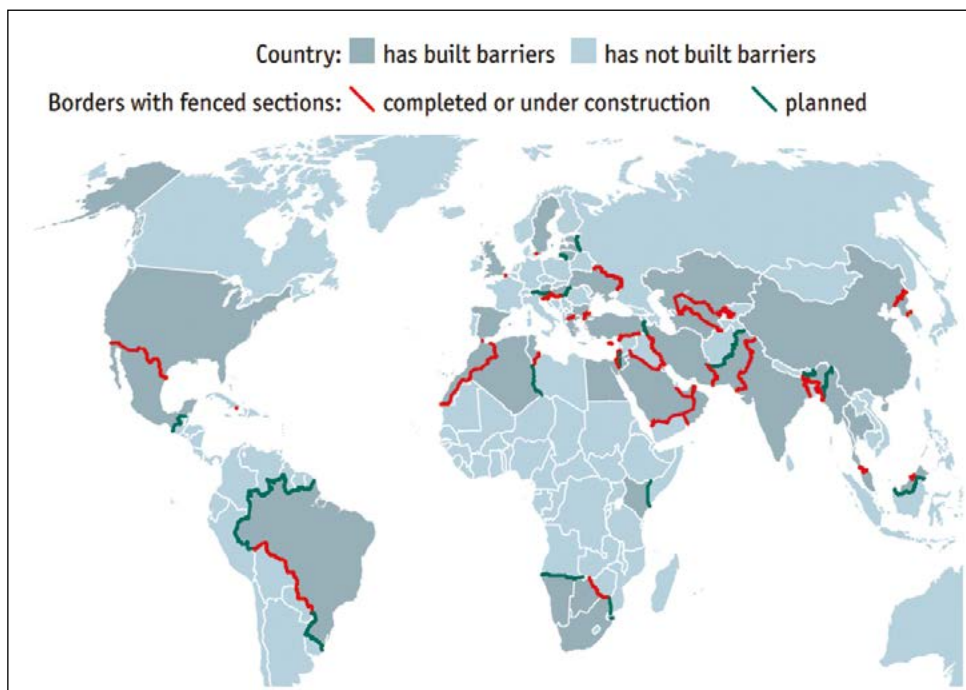 Country: has built barriers has not built barriers
Borders with fenced sections: completed or under construction planned